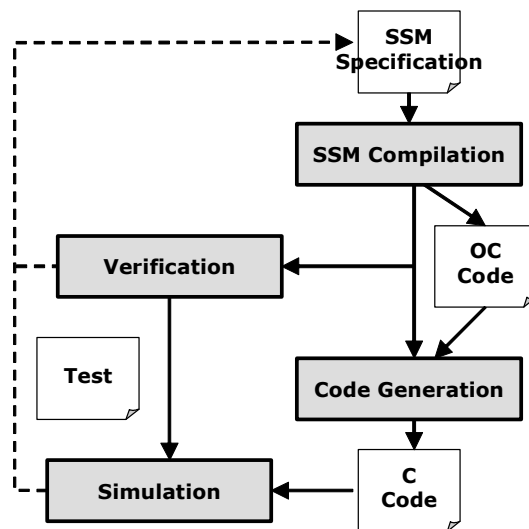 SSM
Specification
SSM Compilation
OC
Code
Verification
Test
Code Generation
C
Code
Simulation